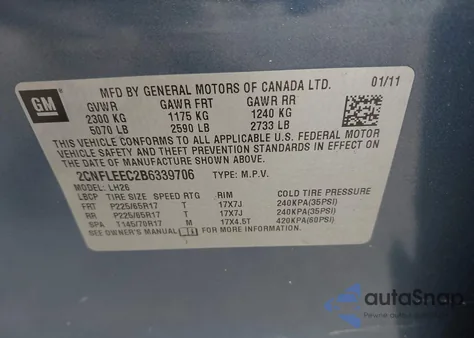 GM
MFD BY GENERAL MOTORS OF CANADA LTD. 01/11
GVWR GAWR FRT GAWR RR
2300 KG 1175 KG 1240 KG
5070 LB 2590 LB 2733 LB
THIS VEHICLE CONFORMS TO ALL APPLICABLE U.S. FEDERAL MOTOR
VEHICLE SAFETY AND THEFT PREVENTION STANDARDS IN EFFECT ON
THE DATE OF MANUFACTURE SHOWN ABOVE.
2CNFLEEC2B6339706 TYPE: M.P.V.
MODEL: LH26
LBCP TIRE SIZE SPEED RTG RIM COLD TIRE PRESSURE
FRT P225/65R17 T 17X7J 240KPA(35PSI)
RR P225/65R17 T 17X7J 240KPA(35PSI)
SPA T145/70R17 M 17X4.5T 420KPA(60PSI)
SEE OWNER'S MANUAL FOR MORE INFORMATION.
autoSnap